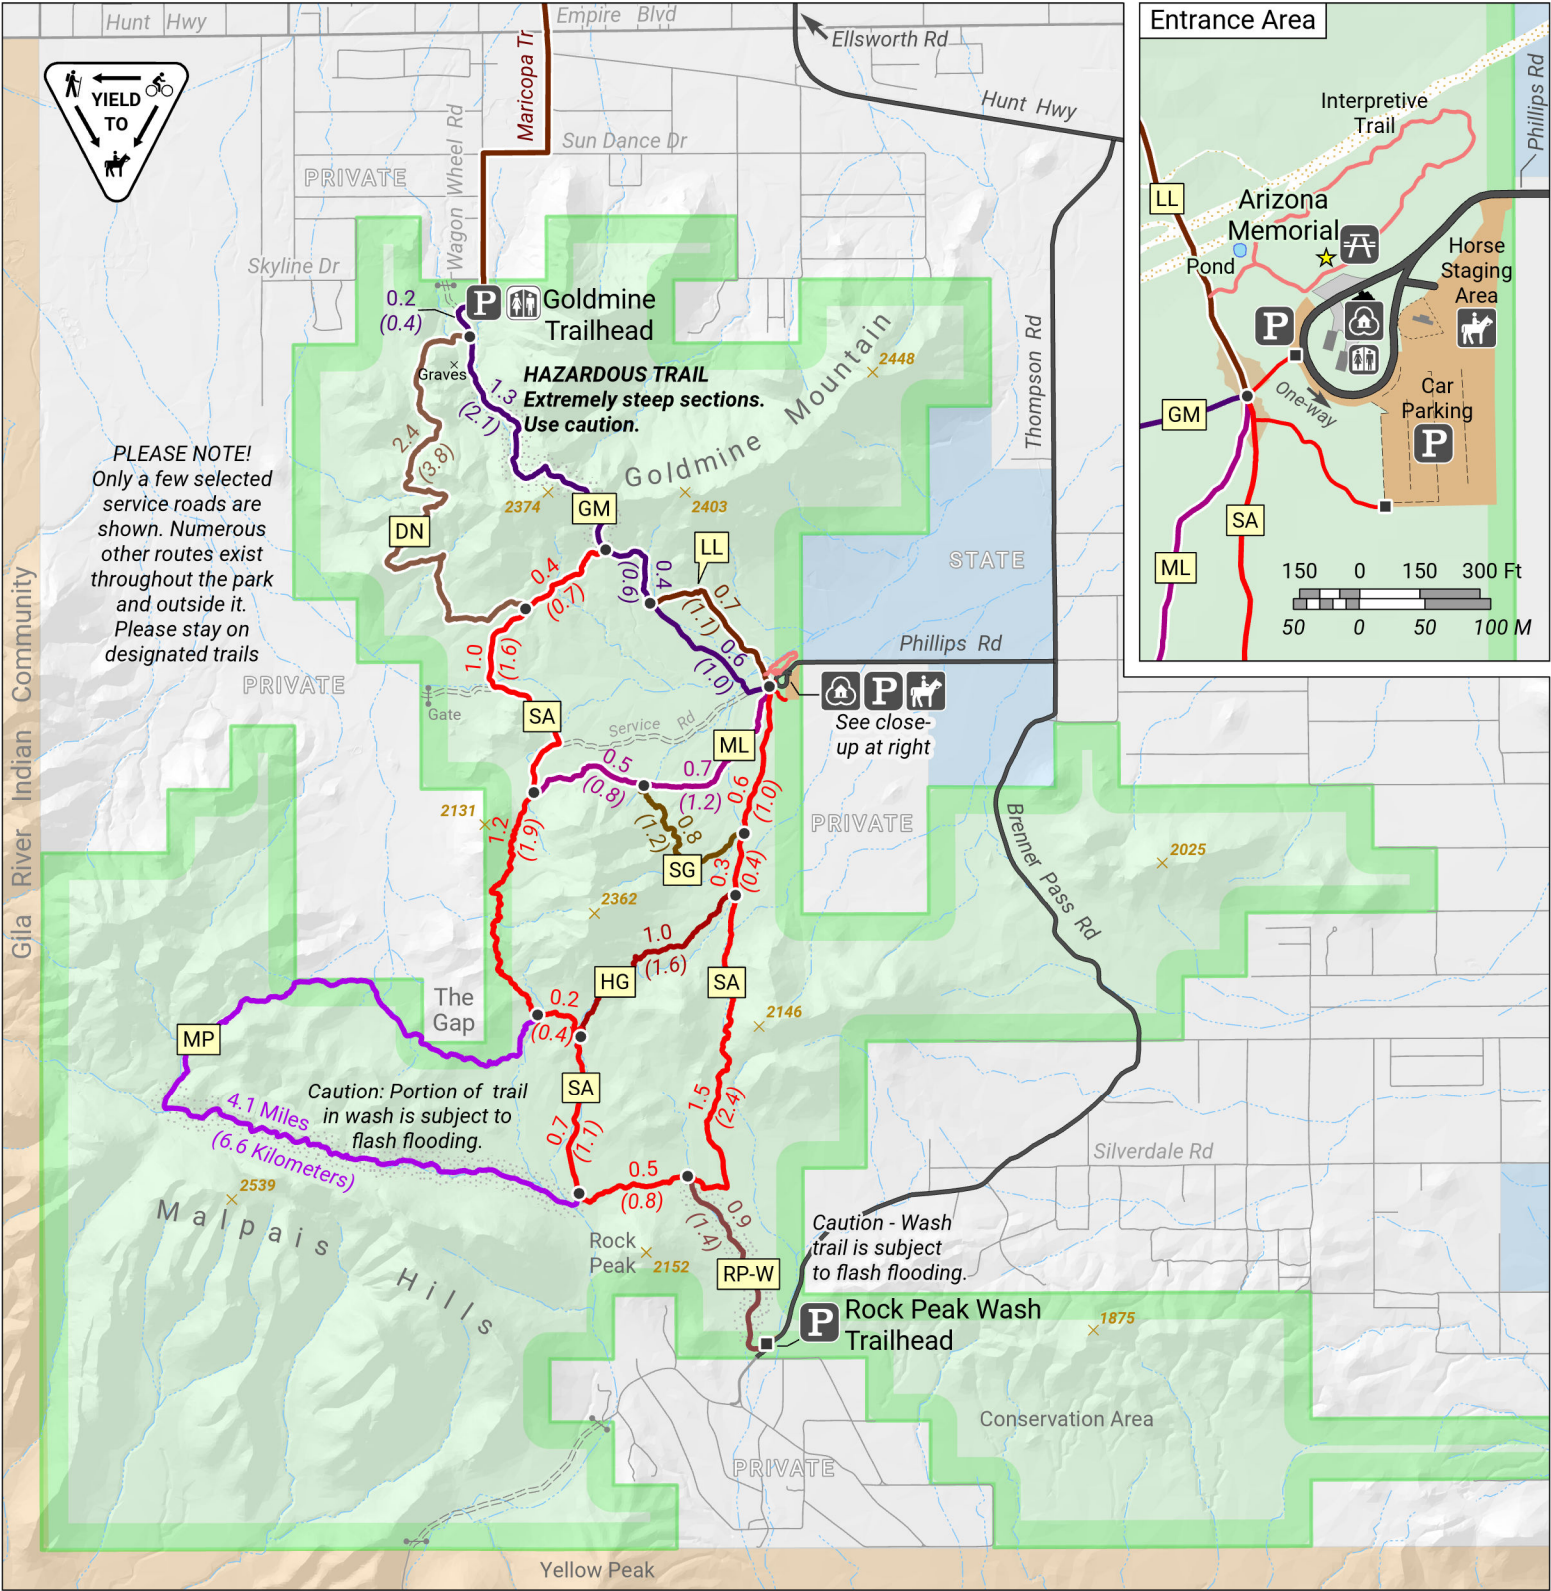 Hunt Hwy
Empire Blvd
Ellsworth Rd
Hunt Hwy
YIELD
TO
Maricopa Tr
Wagon Wheel Rd
Sun Dance Dr
PRIVATE
Skyline Dr
0.2
(0.4)
P
Goldmine
Trailhead
Graves
HAZARDOUS TRAIL
Extremely steep sections.
Use caution.
1.3
(2.1)
Goldmine Mountain
2448
Thompson Rd
2.4
(3.8)
2374
2403
GM
DN
LL
STATE
PLEASE NOTE!
Only a few selected
service roads are
shown. Numerous
other routes exist
throughout the park
and outside it.
Please stay on
designated trails
Gila River Indian Community
0.4
(0.7)
0.4
(0.6)
0.7
(1.1)
0.6
(1.0)
1.0
(1.6)
Phillips Rd
PRIVATE
Gate
SA
Service Rd
ML
P
See close-
up at right
0.5
(0.8)
0.7
(1.2)
0.6
(1.0)
2131
1.2
(1.9)
0.8
(1.2)
SG
0.3
(0.4)
PRIVATE
Brenner Pass Rd
2025
2362
1.0
(1.6)
HG
SA
2146
The
Gap
0.2
(0.4)
MP
SA
4.1 Miles
(6.6 Kilometers)
Caution: Portion of trail
in wash is subject to
flash flooding.
0.7
(1.1)
1.5
(2.4)
0.5
(0.8)
Silverdale Rd
2539
Malpais Hills
Rock
Peak
2152
0.9
(1.4)
RP-W
Caution - Wash
trail is subject
to flash flooding.
P
Rock Peak Wash
Trailhead
1875
Conservation Area
PRIVATE
Yellow Peak
Entrance Area
Phillips Rd
Interpretive
Trail
LL
Arizona
Memorial
Pond
Horse
Staging
Area
P
One-way
Car
Parking
P
GM
SA
ML
150 0 150 300 Ft
50 0 50 100 M